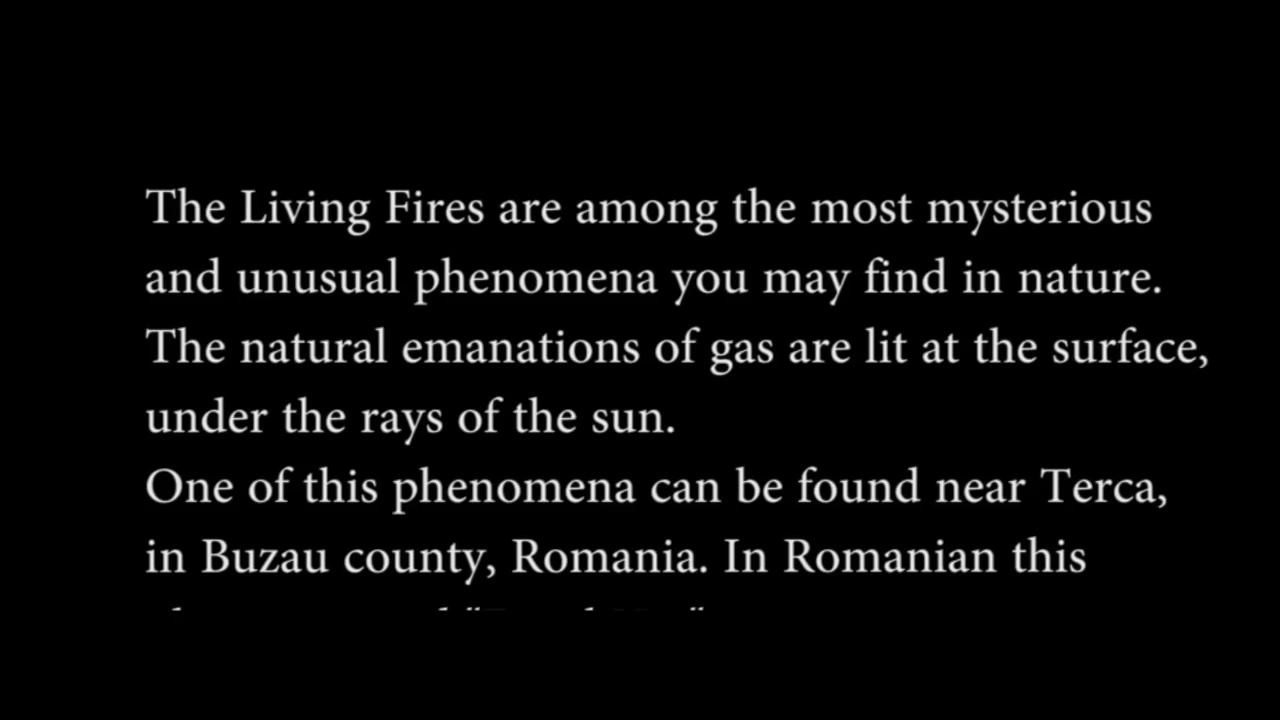 The Living Fires are among the most mysterious
and unusual phenomena you may find in nature.
The natural emanations of gas are lit at the surface,
under the rays of the sun.
One of this phenomena can be found near Terca,
in Buzau county, Romania. In Romanian this